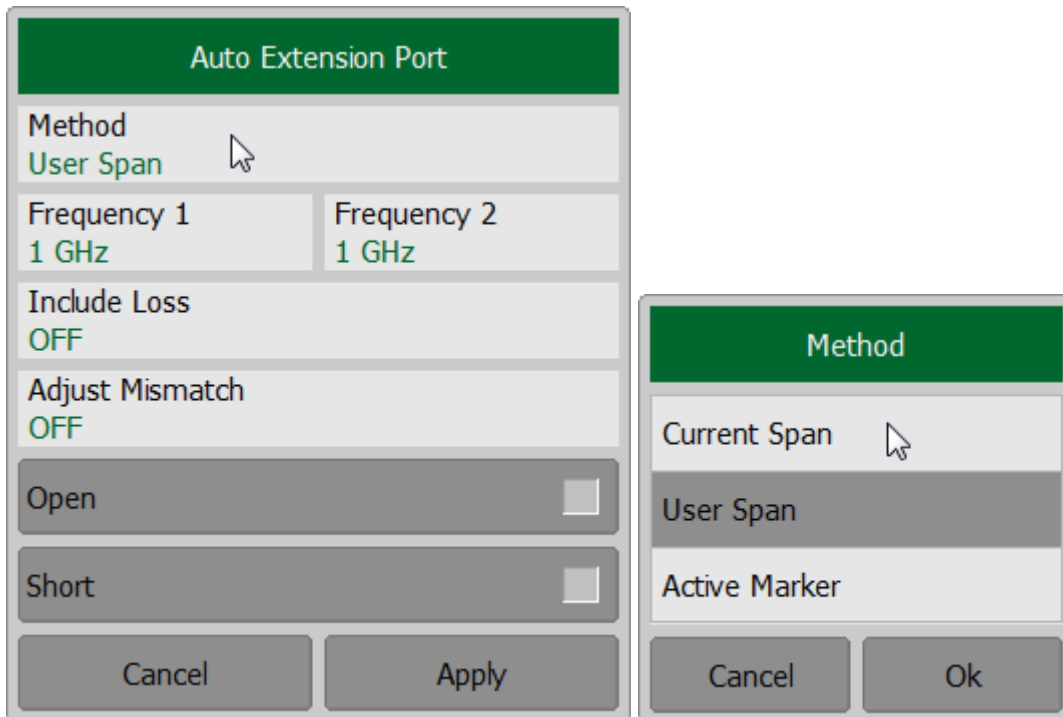 Auto Extension Port
Method
User Span
Frequency 1
1 GHz
Frequency 2
1 GHz
Include Loss
OFF
Adjust Mismatch
OFF
Open
Short
Cancel
Apply
Method
Current Span
User Span
Active Marker
Cancel
Ok